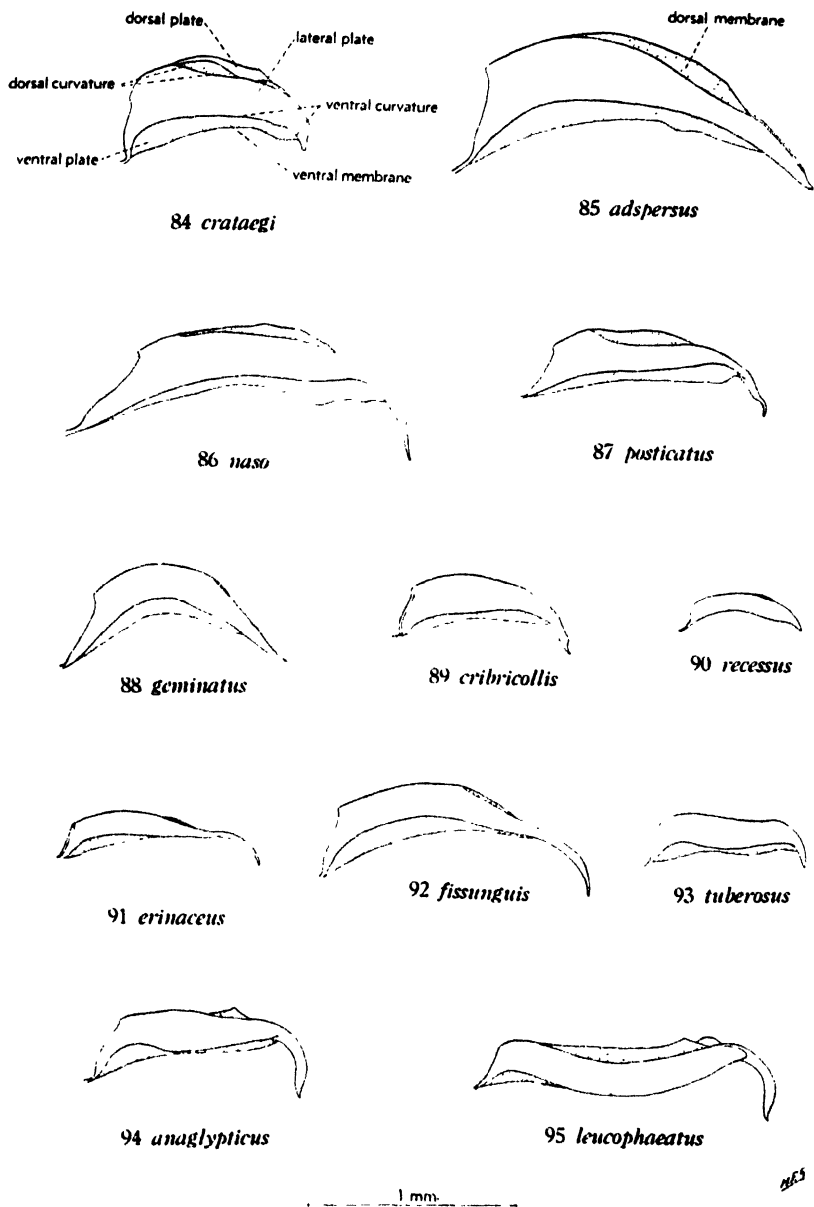 dorsal plate
lateral plate
dorsal membrane
dorsal curvature
ventral curvature
ventral plate
ventral membrane
84 crataegi
85 adspersus
86 naso
87 posticatus
88 geminatus
89 cribricollis
90 recessus
91 erinaceus
92 fissunguis
93 tuberosus
94 anaglypticus
95 leucophaeatus
1 mm.